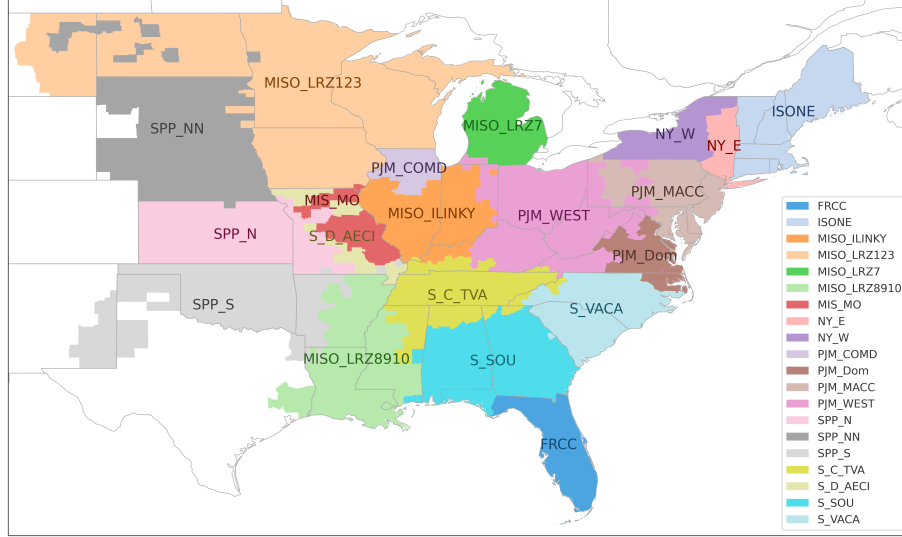 MISO_LRZ123
ISONE
MISO_LRZ7
SPP_NN
NY_W
NY_E
PJM_COMD
PJM_MACC
MIS_MO
MISO_ILINKY
PJM_WEST
SPP_N
S_D_AECI
PJM_Dom
SPP_S
S_C_TVA
S_VACA
MISO_LRZ8910
S_SOU
FRCC
FRCC
ISONE
MISO_ILINKY
MISO_LRZ123
MISO_LRZ7
MISO_LRZ8910
MIS_MO
NY_E
NY_W
PJM_COMD
PJM_Dom
PJM_MACC
PJM_WEST
SPP_N
SPP_NN
SPP_S
S_C_TVA
S_D_AECI
S_SOU
S_VACA